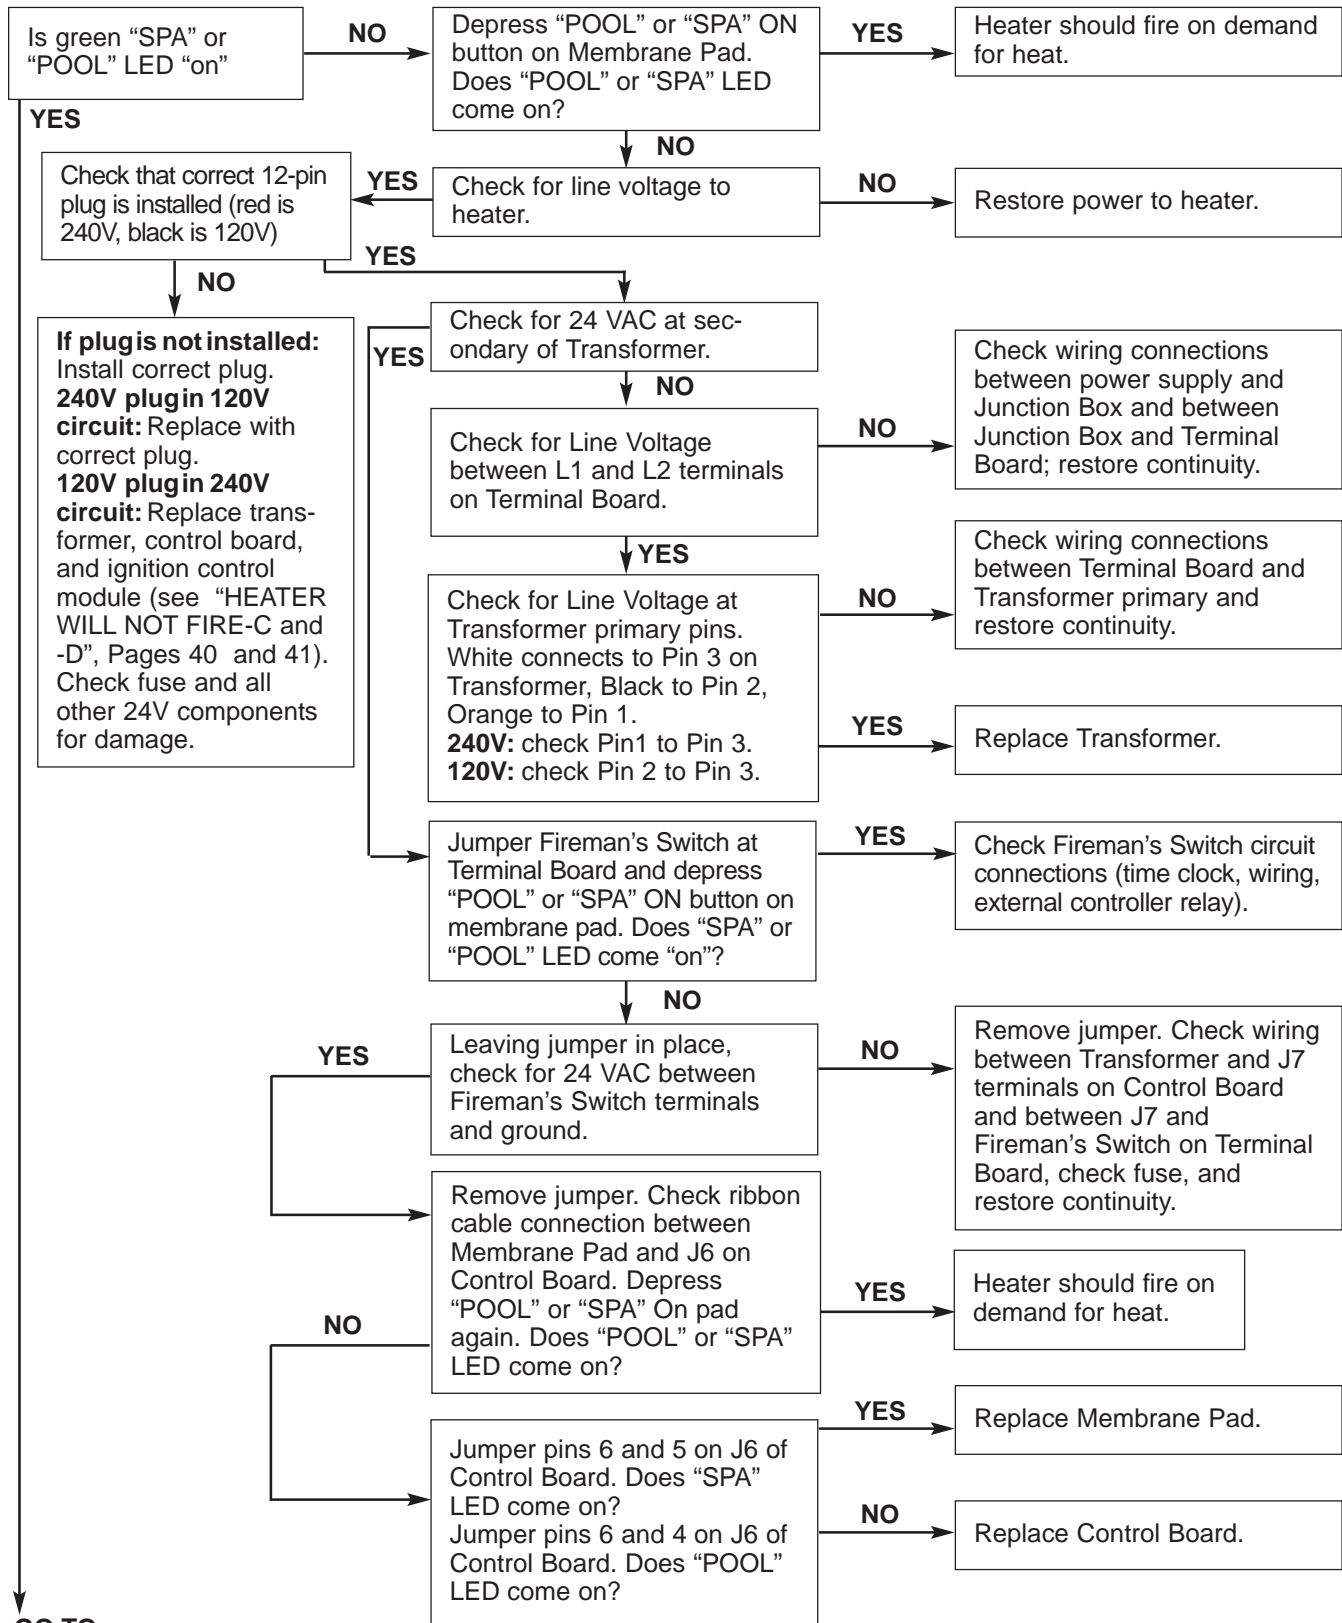 Is green “SPA” or
“POOL” LED “on”
NO
Depress “POOL” or “SPA” ON
button on Membrane Pad.
Does “POOL” or “SPA” LED
come on?
YES
Heater should fire on demand
for heat.
YES
NO
Check that correct 12-pin
plug is installed (red is
240V, black is 120V)
YES
Check for line voltage to
heater.
NO
Restore power to heater.
NO
YES
If plug is not installed:
Install correct plug.
240V plug in 120V
circuit: Replace with
correct plug.
120V plug in 240V
circuit: Replace trans-
former, control board,
and ignition control
module (see “HEATER
WILL NOT FIRE-C and
-D”, Pages 40 and 41).
Check fuse and all
other 24V components
for damage.
YES
Check for 24 VAC at sec-
ondary of Transformer.
NO
Check for Line Voltage
between L1 and L2 terminals
on Terminal Board.
NO
Check wiring connections
between power supply and
Junction Box and between
Junction Box and Terminal
Board; restore continuity.
YES
Check for Line Voltage at
Transformer primary pins.
White connects to Pin 3 on
Transformer, Black to Pin 2,
Orange to Pin 1.
240V: check Pin1 to Pin 3.
120V: check Pin 2 to Pin 3.
NO
Check wiring connections
between Terminal Board and
Transformer primary and
restore continuity.
YES
Replace Transformer.
Jumper Fireman’s Switch at
Terminal Board and depress
“POOL” or “SPA” ON button on
membrane pad. Does “SPA” or
“POOL” LED come “on”?
YES
Check Fireman’s Switch circuit
connections (time clock, wiring,
external controller relay).
NO
YES
Leaving jumper in place,
check for 24 VAC between
Fireman’s Switch terminals
and ground.
NO
Remove jumper. Check wiring
between Transformer and J7
terminals on Control Board
and between J7 and
Fireman’s Switch on Terminal
Board, check fuse, and
restore continuity.
Remove jumper. Check ribbon
cable connection between
Membrane Pad and J6 on
Control Board. Depress
“POOL” or “SPA” On pad
again. Does “POOL” or “SPA”
LED come on?
YES
Heater should fire on
demand for heat.
NO
Jumper pins 6 and 5 on J6 of
Control Board. Does “SPA”
LED come on?
Jumper pins 6 and 4 on J6 of
Control Board. Does “POOL”
LED come on?
YES
Replace Membrane Pad.
NO
Replace Control Board.
GO TO